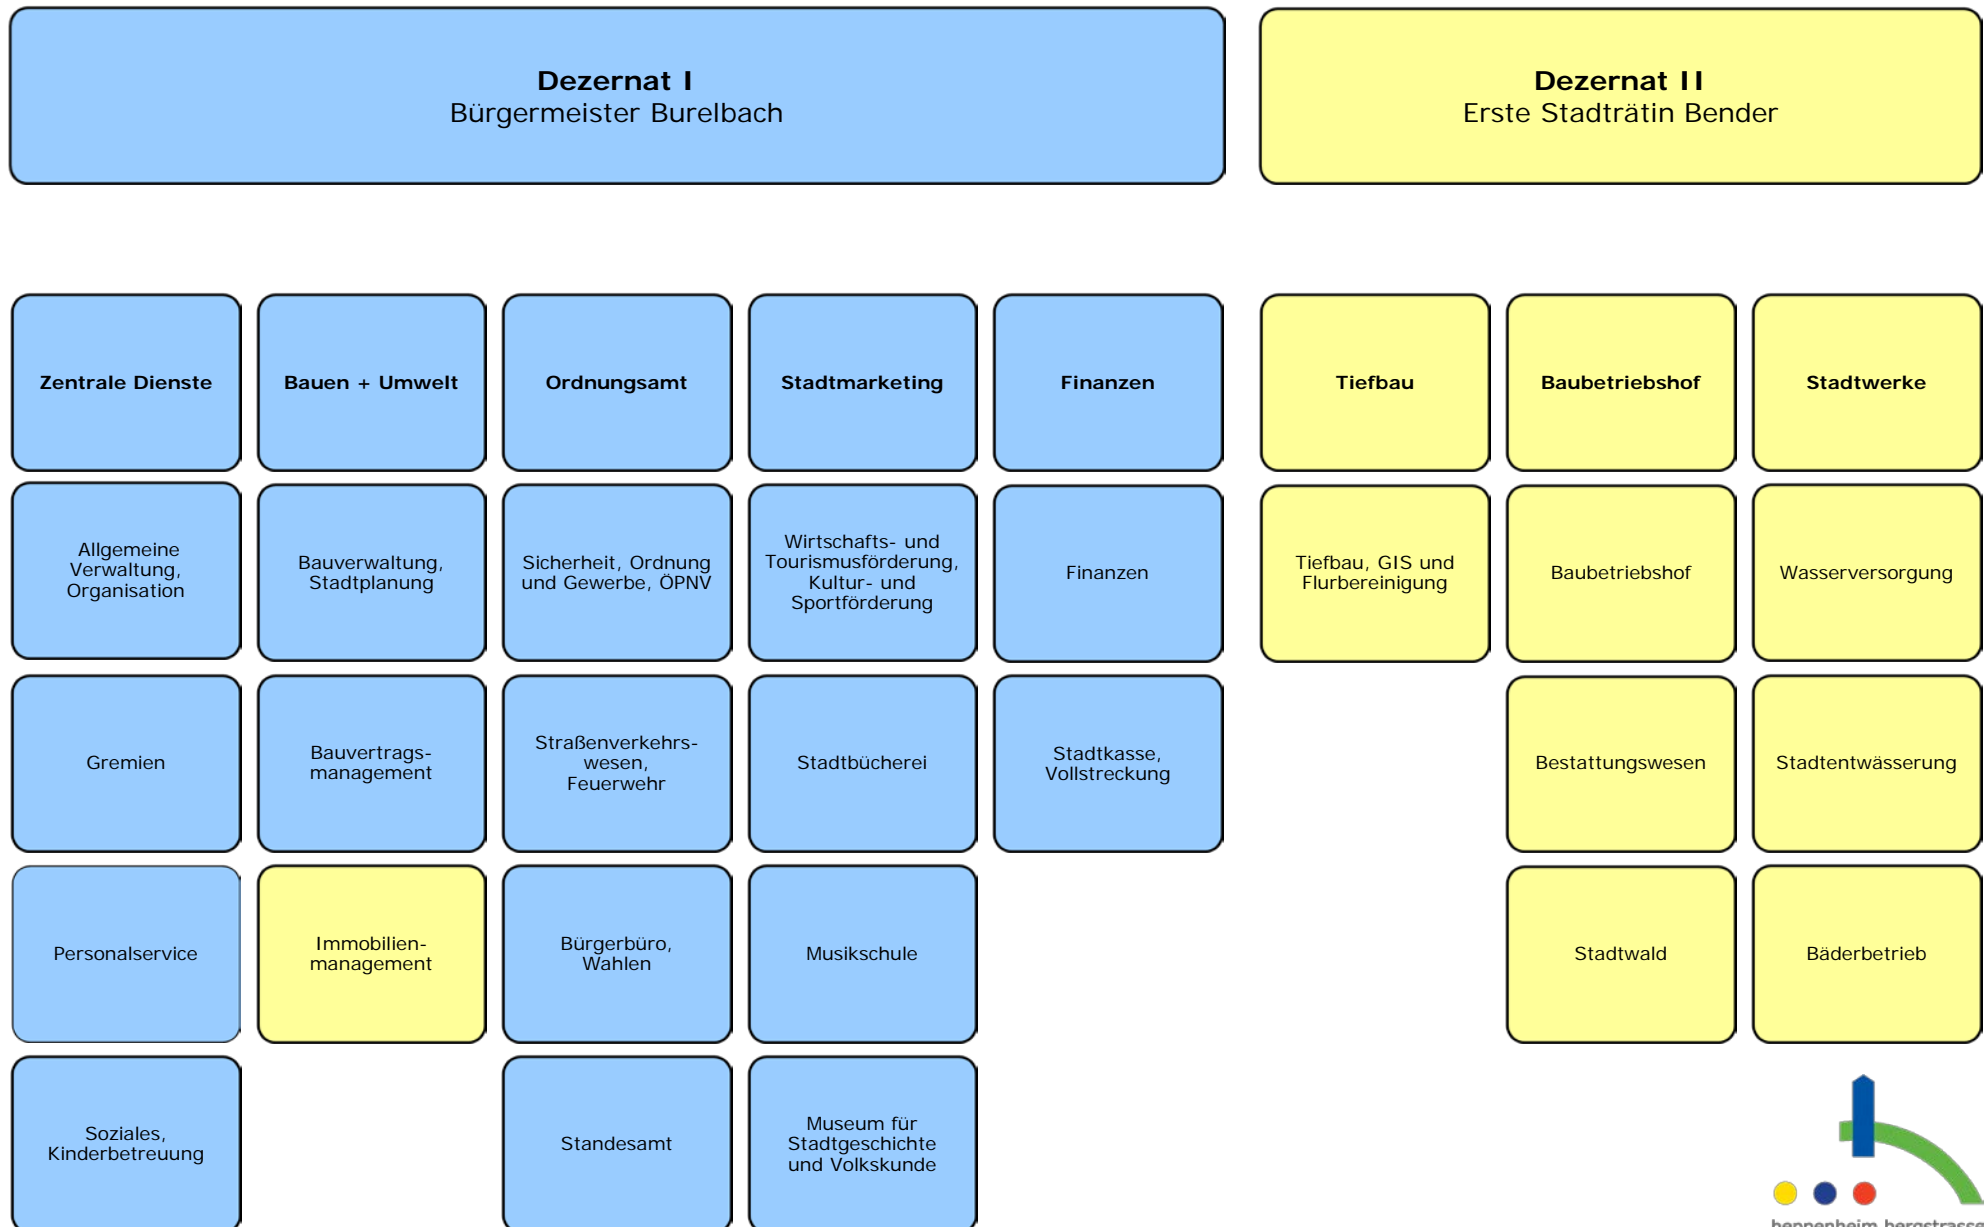 Dezernat I
Bürgermeister Burelbach
Dezernat II
Erste Stadträtin Bender
Zentrale Dienste
Bauen + Umwelt
Ordnungsamt
Stadtmarketing
Finanzen
Tiefbau
Baubetriebshof
Stadtwerke
Allgemeine
Verwaltung,
Organisation
Bauverwaltung,
Stadtplanung
Sicherheit, Ordnung
und Gewerbe, ÖPNV
Wirtschafts- und
Tourismusförderung,
Kultur- und
Sportförderung
Finanzen
Tiefbau, GIS und
Flurbereinigung
Baubetriebshof
Wasserversorgung
Gremien
Bauvertrags-
management
Straßenverkehrs-
wesen,
Feuerwehr
Stadtbücherei
Stadtkasse,
Vollstreckung
Bestattungswesen
Stadtentwässerung
Personalservice
Immobilien-
management
Bürgerbüro,
Wahlen
Musikschule
Stadtwald
Bäderbetrieb
Soziales,
Kinderbetreuung
Standesamt
Museum für
Stadtgeschichte
und Volkskunde
heppenheim bergstrasse